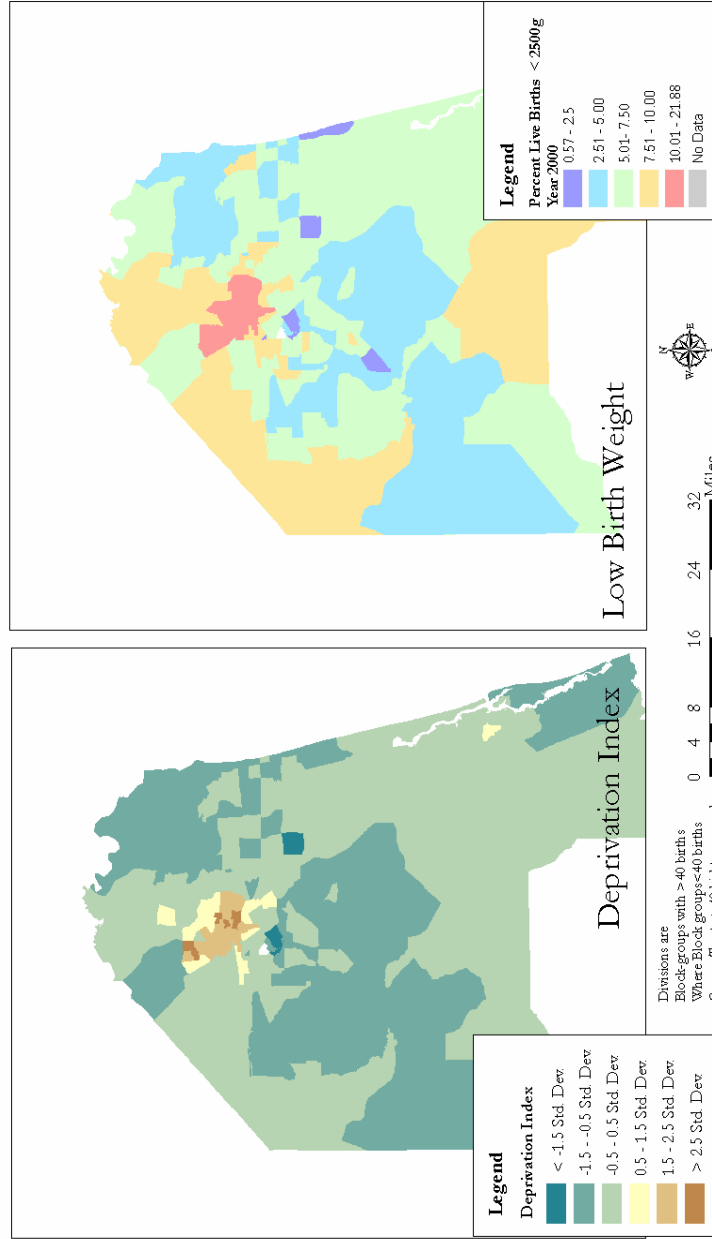 Deprivation Index
Legend
Deprivation Index
< -1.5 Std. Dev.
-1.5 - -0.5 Std. Dev.
-0.5 - 0.5 Std. Dev.
0.5 - 1.5 Std. Dev.
1.5 - 2.5 Std. Dev.
> 2.5 Std. Dev.
Low Birth Weight
Legend
Percent Live Births < 2500g
Year 2000
0.57 - 2.5
2.51 - 5.00
5.01- 7.50
7.51 - 10.00
10.01 - 21.88
No Data
Divisions are
Block-groups with > 40 births
Where Block groups<40 births
0 4 8 16 24 32
Miles
N
W
E